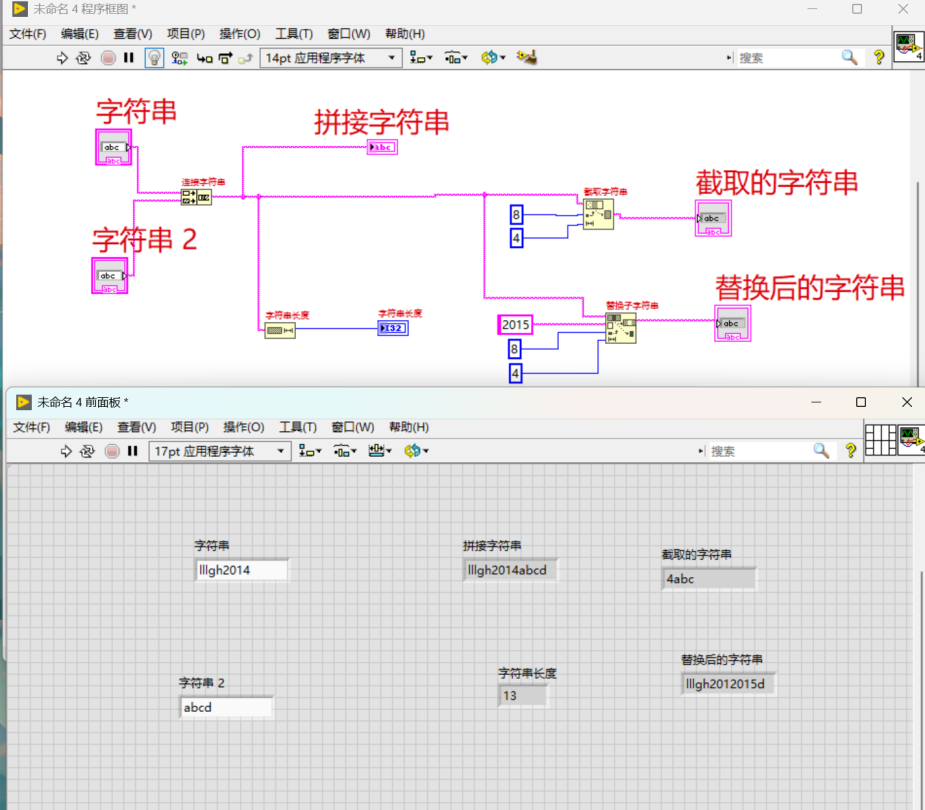 未命名 4 程序框图 *
文件(F) 编辑(E) 查看(V) 项目(P) 操作(O) 工具(T) 窗口(W) 帮助(H)
14pt 应用程序字体
搜索
?
4
字符串
abc
abc
拼接字符串
abc
连接字符串
字符串 2
abc
abc
截取字符串
8
4
截取的字符串
abc
abc
字符串长度
字符串长度
I32
替换子字符串
2015
8
4
替换后的字符串
abc
abc
未命名 4 前面板 *
文件(F) 编辑(E) 查看(V) 项目(P) 操作(O) 工具(T) 窗口(W) 帮助(H)
17pt 应用程序字体
搜索
?
4
字符串
lllgh2014
拼接字符串
lllgh2014abcd
截取的字符串
4abc
字符串 2
abcd
字符串长度
13
替换后的字符串
lllgh2012015d